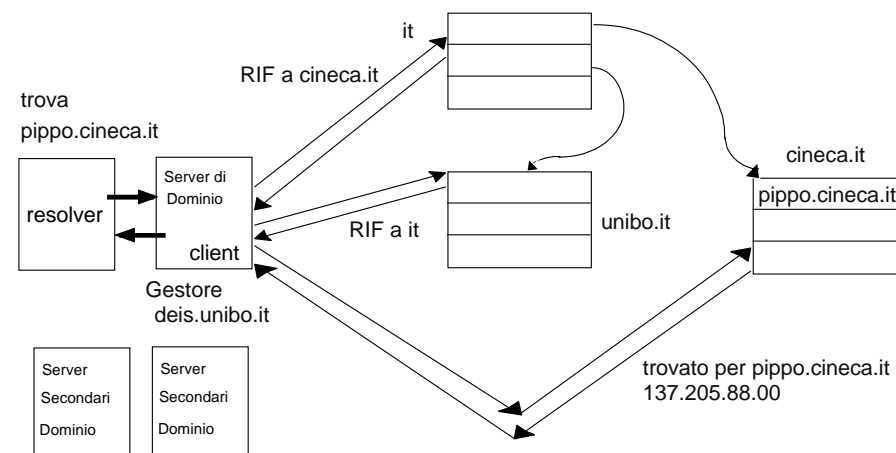 it
RIF a cineca.it
trova
pippo.cineca.it
cineca.it
pippo.cineca.it
resolver
Server di
Dominio
client
RIF a it
unibo.it
Gestore
deis.unibo.it
Server
Secondari
Dominio
Server
Secondari
Dominio
trovato per pippo.cineca.it
137.205.88.00